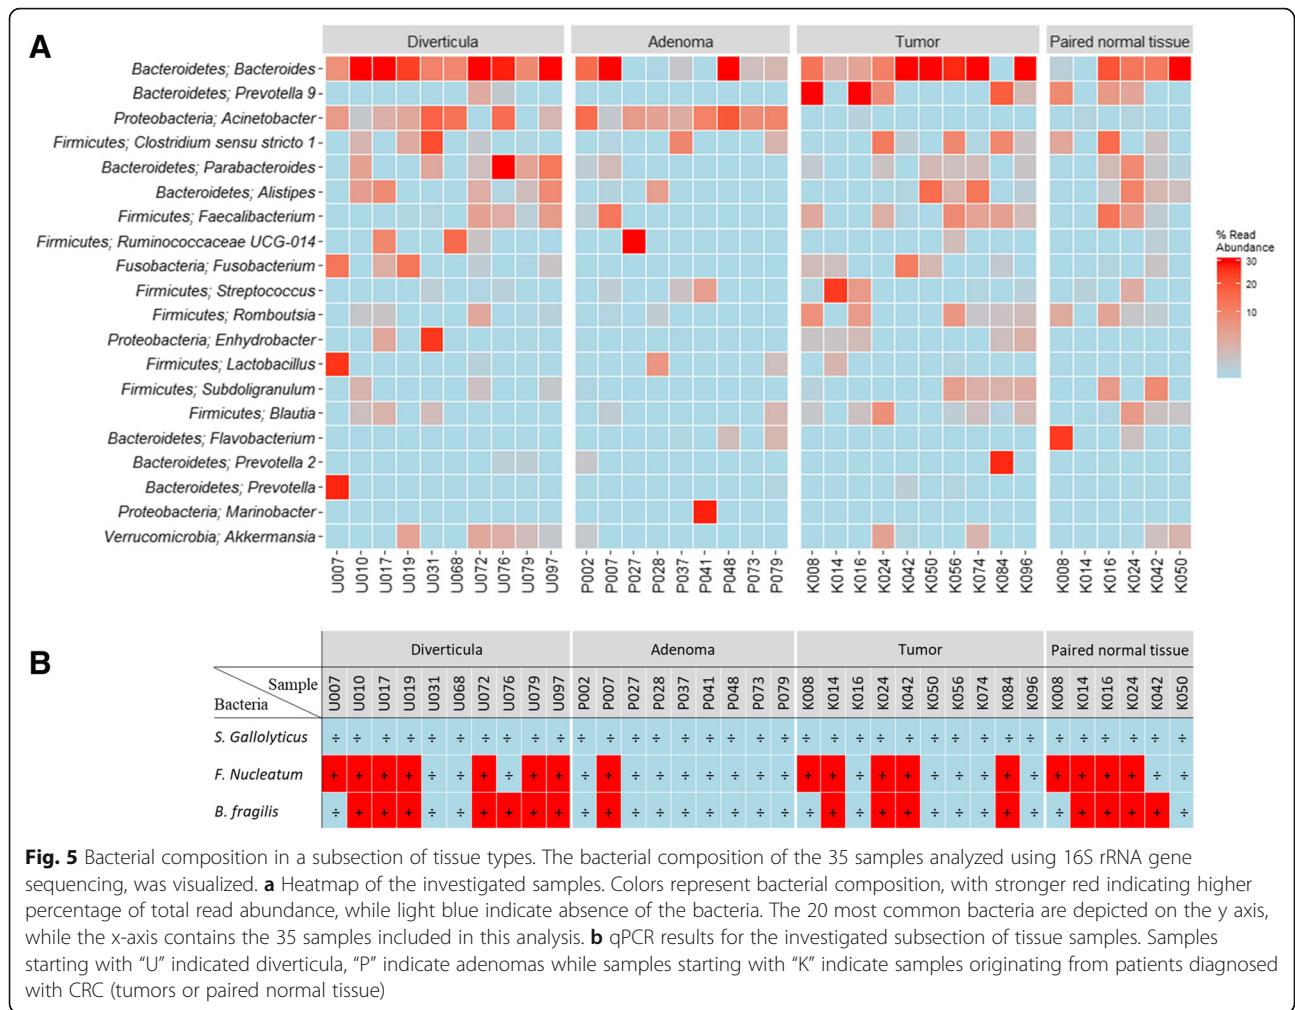 A
Diverticula Adenoma Tumor Paired normal tissue
Bacteroidetes; Bacteroides
Bacteroidetes; Prevotella 9
Proteobacteria; Acinetobacter
Firmicutes; Clostridium sensu stricto 1
Bacteroidetes; Parabacteroides
Bacteroidetes; Alistipes
Firmicutes; Faecalibacterium
Firmicutes; Ruminococcaceae UCG-014
Fusobacteria; Fusobacterium
Firmicutes; Streptococcus
Firmicutes; Romboutsia
Proteobacteria; Enhydrobacter
Firmicutes; Lactobacillus
Firmicutes; Subdoligranulum
Firmicutes; Blautia
Bacteroidetes; Flavobacterium
Bacteroidetes; Prevotella 2
Bacteroidetes; Prevotella
Proteobacteria; Marinobacter
Verrucomicrobia; Akkermansia
% Read
Abundance
30
20
10
U007 U010 U017 U019 U031 U068 U072 U076 U079 U097 P002 P007 P027 P028 P037 P041 P048 P073 P079 K008 K014 K016 K024 K042 K050 K056 K074 K084 K096 K008 K014 K016 K024 K042 K050
B
Diverticula Adenoma Tumor Paired normal tissue
Sample
Bacteria
U007 U010 U017 U019 U031 U068 U072 U076 U079 U097 P002 P007 P027 P028 P037 P041 P048 P073 P079 K008 K014 K016 K024 K042 K050 K056 K074 K084 K096 K008 K014 K016 K024 K042 K050
S. Gallolyticus ÷ ÷ ÷ ÷ ÷ ÷ ÷ ÷ ÷ ÷ ÷ ÷ ÷ ÷ ÷ ÷ ÷ ÷ ÷ ÷ ÷ ÷ ÷ ÷ ÷ ÷ ÷ ÷ ÷ ÷ ÷ ÷ ÷ ÷ ÷
F. Nucleatum + + + + ÷ ÷ + ÷ + + ÷ + ÷ ÷ ÷ ÷ ÷ ÷ ÷ + + ÷ + + ÷ ÷ ÷ + ÷ + + + + ÷ ÷
B. fragilis ÷ + + + ÷ ÷ + + + + ÷ + ÷ ÷ ÷ ÷ ÷ ÷ ÷ ÷ + ÷ + + ÷ ÷ ÷ + ÷ ÷ + + + + ÷
Fig. 5 Bacterial composition in a subsection of tissue types. The bacterial composition of the 35 samples analyzed using 16S rRNA gene
sequencing, was visualized. a Heatmap of the investigated samples. Colors represent bacterial composition, with stronger red indicating higher
percentage of total read abundance, while light blue indicate absence of the bacteria. The 20 most common bacteria are depicted on the y axis,
while the x-axis contains the 35 samples included in this analysis. b qPCR results for the investigated subsection of tissue samples. Samples
starting with “U” indicated diverticula, “P” indicate adenomas while samples starting with “K” indicate samples originating from patients diagnosed
with CRC (tumors or paired normal tissue)